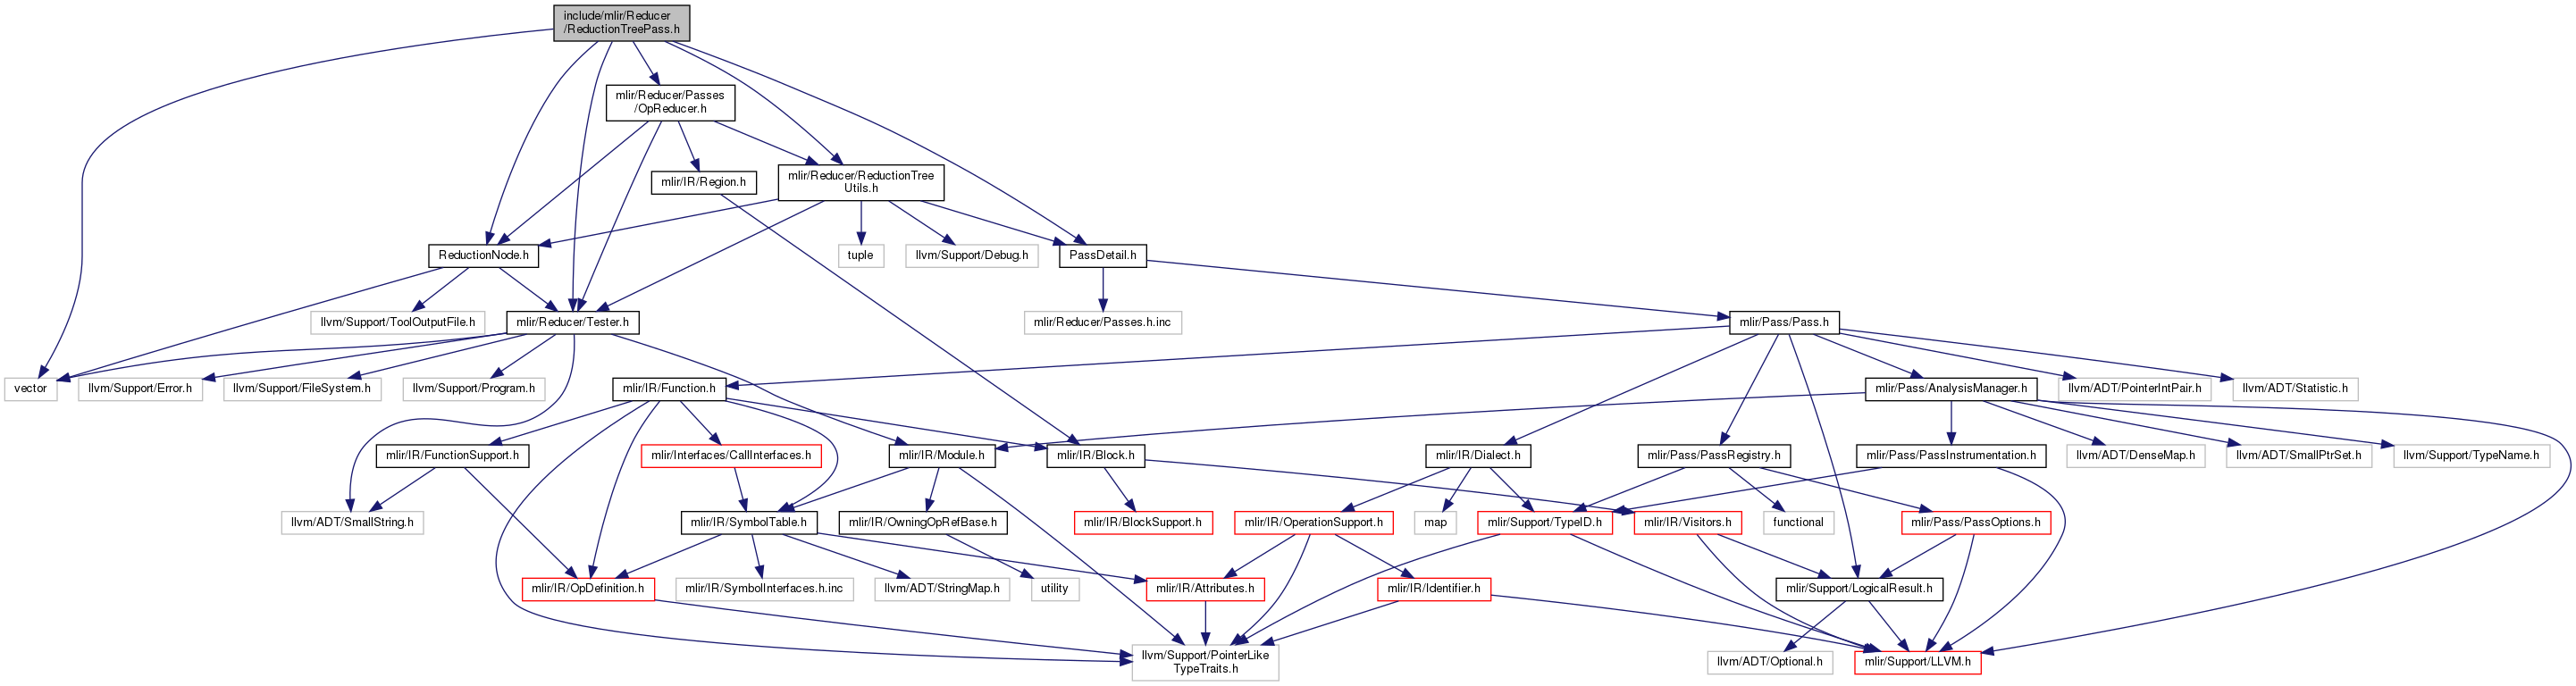 include/mlir/Reducer
/ReductionTreePass.h
mlir/Reducer/Passes
/OpReducer.h
mlir/IR/Region.h
mlir/Reducer/ReductionTree
Utils.h
ReductionNode.h
tuple
llvm/Support/Debug.h
PassDetail.h
llvm/Support/ToolOutputFile.h
mlir/Reducer/Tester.h
mlir/Reducer/Passes.h.inc
mlir/Pass/Pass.h
vector
llvm/Support/Error.h
llvm/Support/FileSystem.h
llvm/Support/Program.h
mlir/IR/Function.h
mlir/Pass/AnalysisManager.h
llvm/ADT/PointerIntPair.h
llvm/ADT/Statistic.h
mlir/IR/FunctionSupport.h
mlir/Interfaces/CallInterfaces.h
mlir/IR/Module.h
mlir/IR/Block.h
mlir/IR/Dialect.h
mlir/Pass/PassRegistry.h
mlir/Pass/PassInstrumentation.h
llvm/ADT/DenseMap.h
llvm/ADT/SmallPtrSet.h
llvm/Support/TypeName.h
llvm/ADT/SmallString.h
mlir/IR/SymbolTable.h
mlir/IR/OwningOpRefBase.h
mlir/IR/BlockSupport.h
mlir/IR/OperationSupport.h
map
mlir/Support/TypeID.h
mlir/IR/Visitors.h
functional
mlir/Pass/PassOptions.h
mlir/IR/OpDefinition.h
mlir/IR/SymbolInterfaces.h.inc
llvm/ADT/StringMap.h
utility
mlir/IR/Attributes.h
mlir/IR/Identifier.h
mlir/Support/LogicalResult.h
llvm/Support/PointerLike
TypeTraits.h
llvm/ADT/Optional.h
mlir/Support/LLVM.h